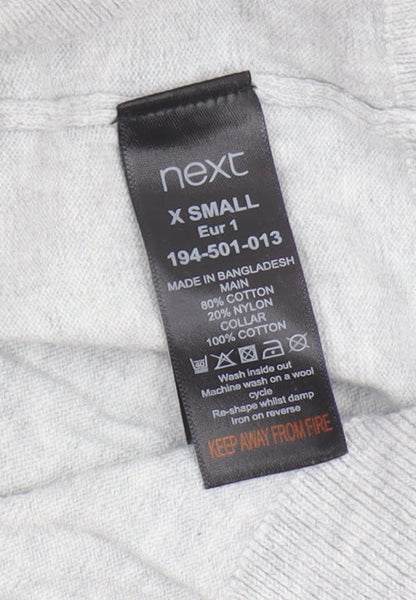 next
X SMALL
Eur 1
194-501-013
MADE IN BANGLADESH
MAIN
80% COTTON
20% NYLON
COLLAR
100% COTTON
40
Wash inside out
Machine wash on a wool
cycle
Re-shape whilst damp
Iron on reverse
KEEP AWAY FROM FIRE